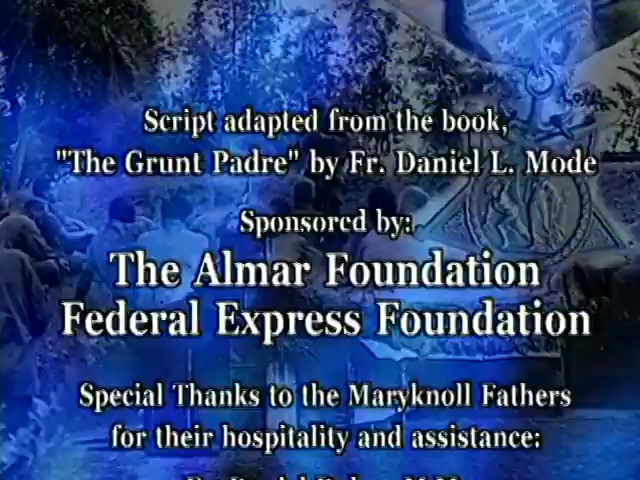 Script adapted from the book,
"The Grunt Padre" by Fr. Daniel L. Mode
Sponsored by:
The Almar Foundation
Federal Express Foundation
Special Thanks to the Maryknoll Fathers
for their hospitality and assistance: